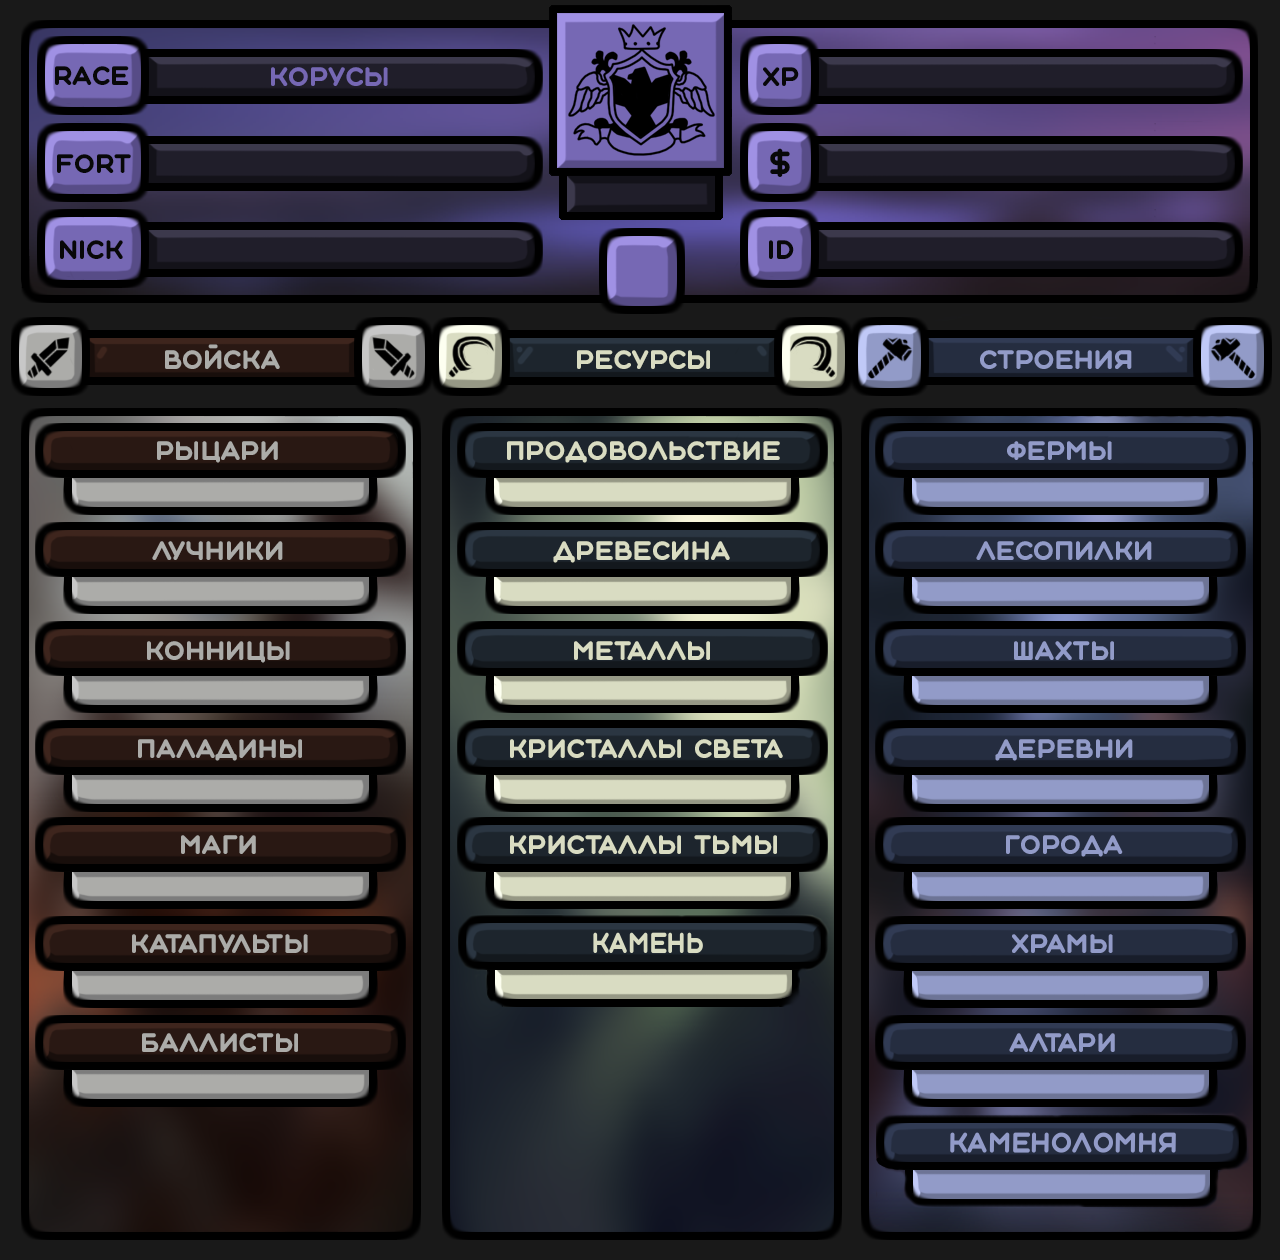 RACE КОРУСЫ
XP
FORT
$
NICK
ID
ВОЙСКА
РЕСУРСЫ
СТРОЕНИЯ
РЫЦАРИ
ЛУЧНИКИ
КОННИЦЫ
ПАЛАДИНЫ
МАГИ
КАТАПУЛЬТЫ
БАЛЛИСТЫ
ПРОДОВОЛЬСТВИЕ
ДРЕВЕСИНА
МЕТАЛЛЫ
КРИСТАЛЛЫ СВЕТА
КРИСТАЛЛЫ ТЬМЫ
КАМЕНЬ
ФЕРМЫ
ЛЕСОПИЛКИ
ШАХТЫ
ДЕРЕВНИ
ГОРОДА
ХРАМЫ
АЛТАРИ
КАМЕНОЛОМНЯ